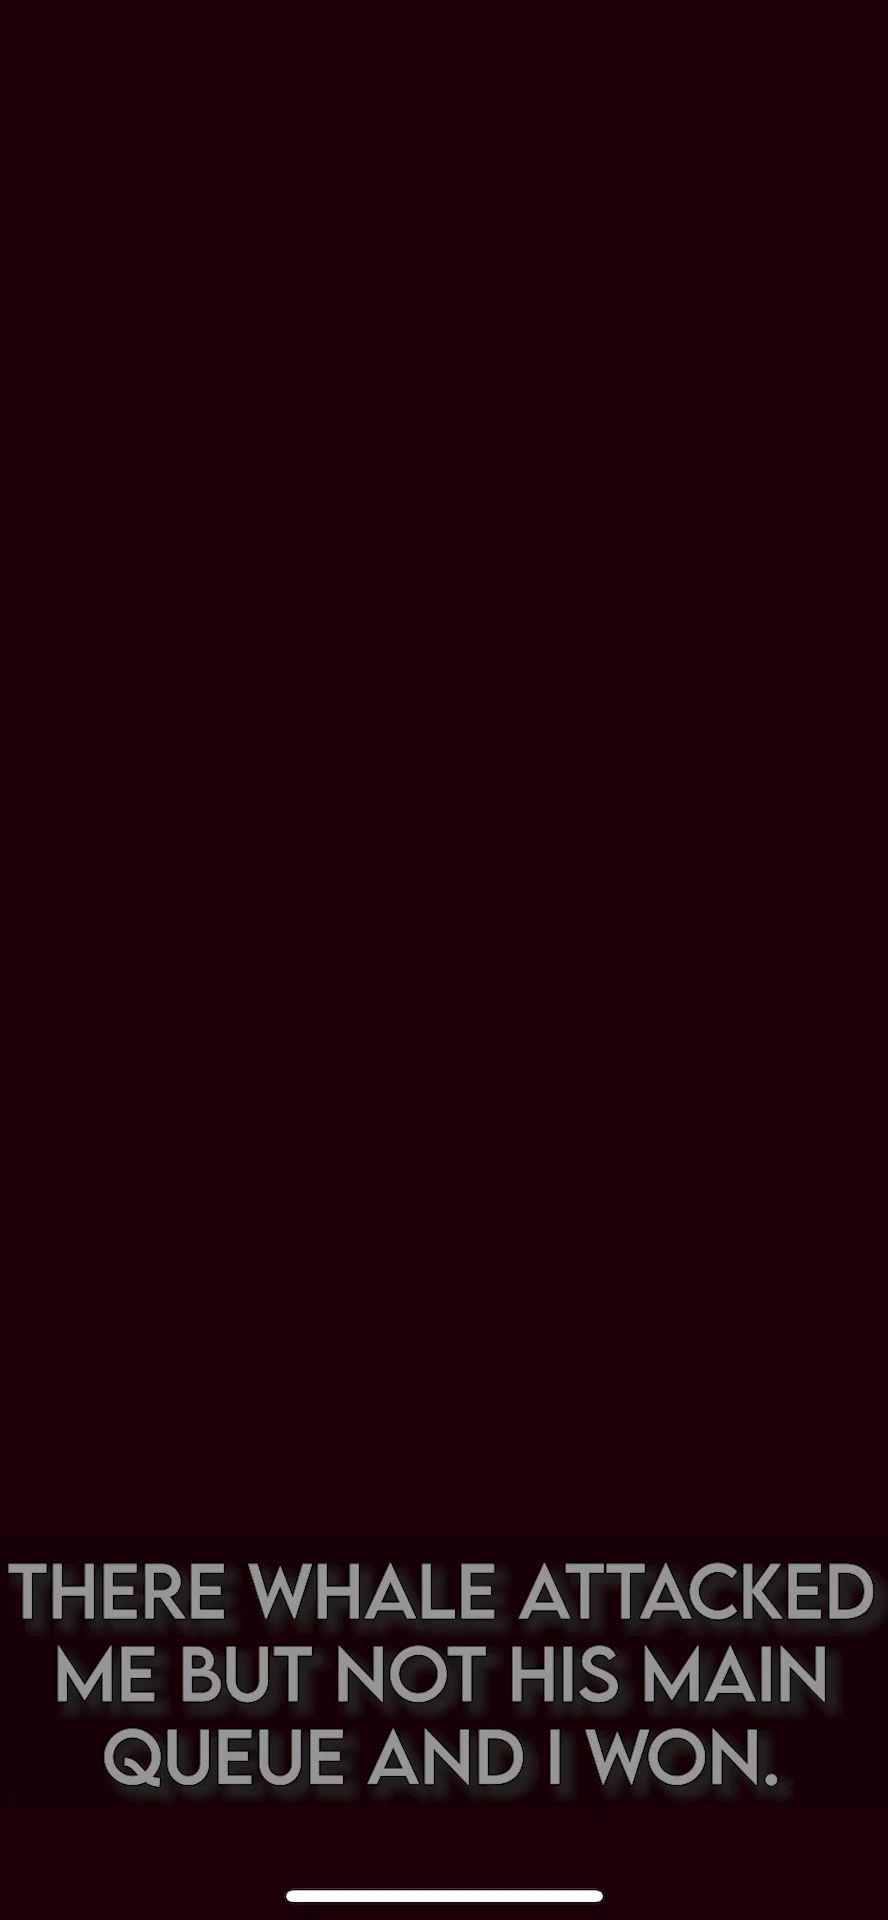 THERE WHALE ATTACKED
ME BUT NOT HIS MAIN
QUEUE AND I WON.